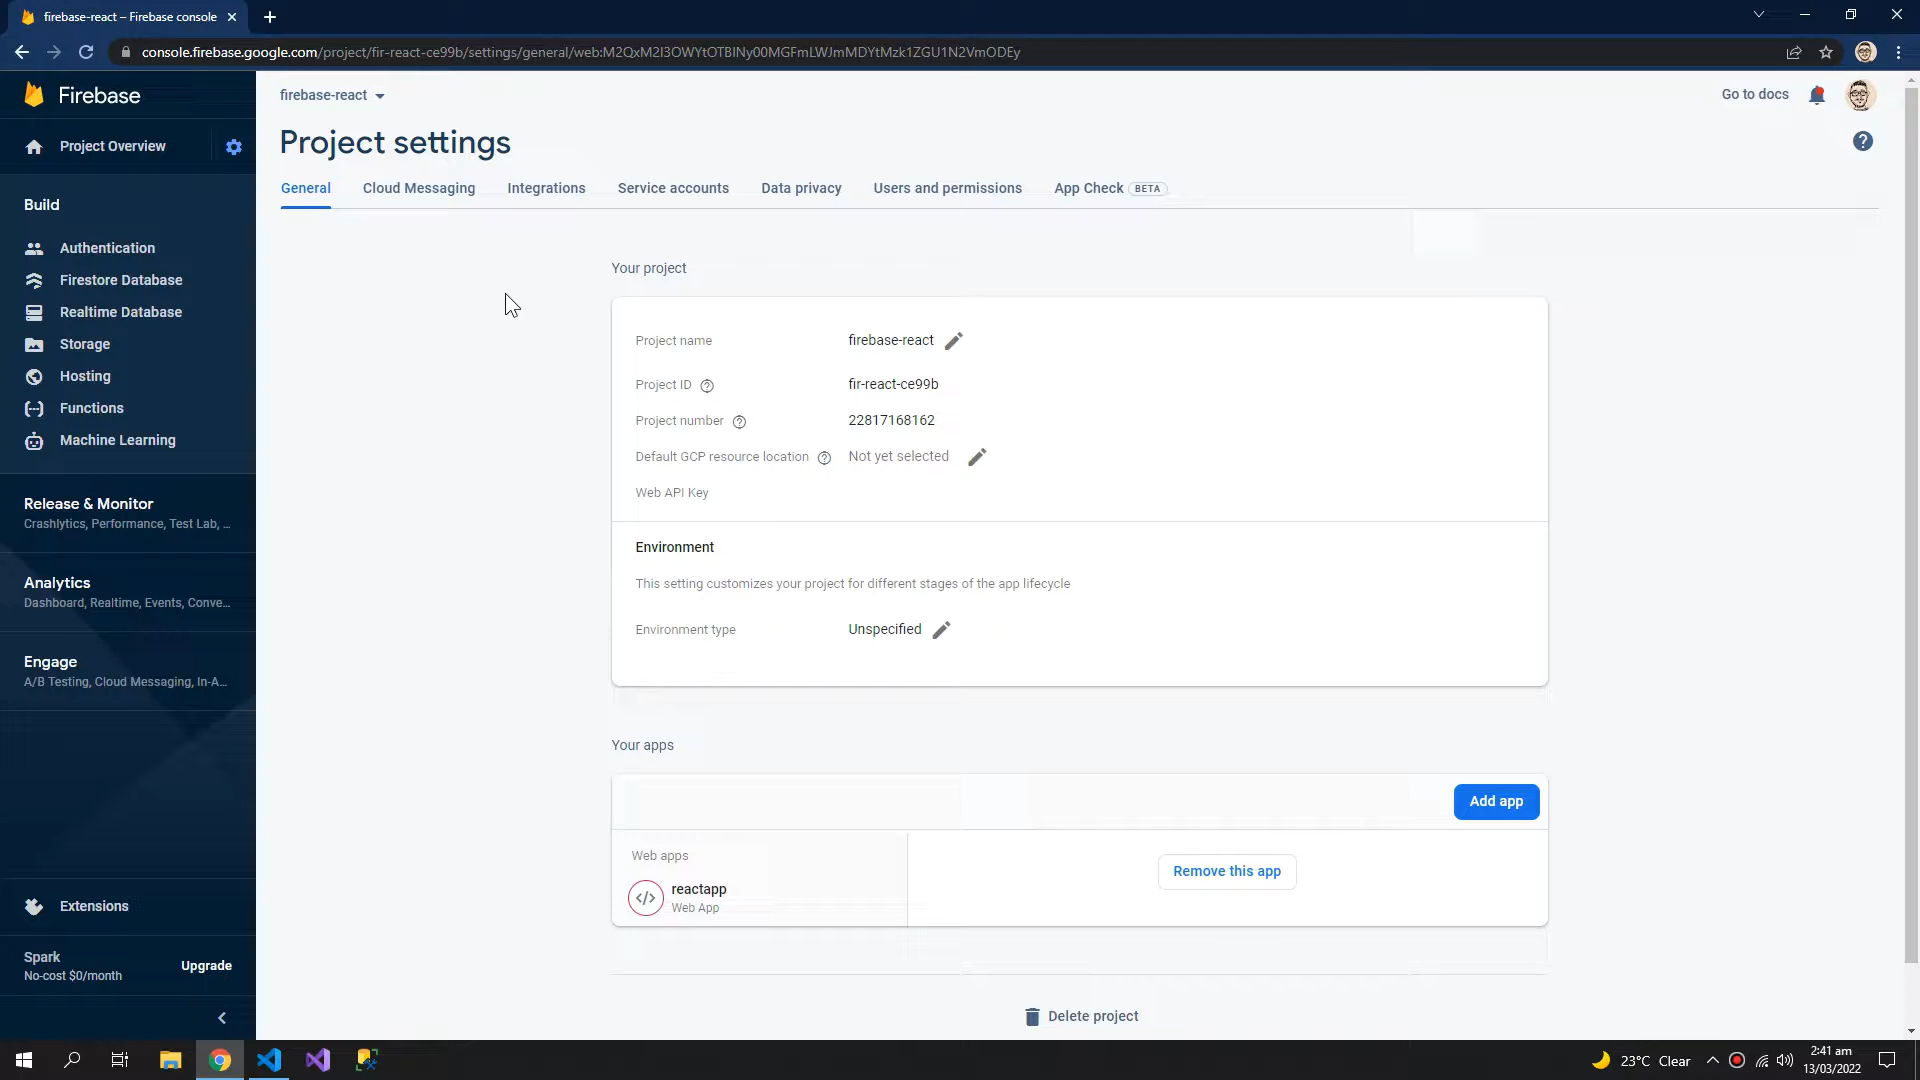 firebase-react – Firebase console
console.firebase.google.com/project/fir-react-ce99b/settings/general/web:M2QxM2I3OWYtOTBlNy00MGFmLWJmMDYtMzk1ZGU1N2VmODEy
Firebase
firebase-react
Go to docs
Project Overview
Project settings
General
Cloud Messaging
Integrations
Service accounts
Data privacy
Users and permissions
App Check BETA
Build
Authentication
Firestore Database
Realtime Database
Storage
Hosting
Functions
Machine Learning
Release & Monitor
Crashlytics, Performance, Test Lab, ...
Analytics
Dashboard, Realtime, Events, Conve...
Engage
A/B Testing, Cloud Messaging, In-A...
Extensions
Spark
No-cost $0/month
Upgrade
Your project
Project name
firebase-react
Project ID
fir-react-ce99b
Project number
22817168162
Default GCP resource location
Not yet selected
Web API Key
Environment
This setting customizes your project for different stages of the app lifecycle
Environment type
Unspecified
Your apps
Add app
Web apps
reactapp
Web App
Remove this app
Delete project
23°C Clear
2:41 am
13/03/2022